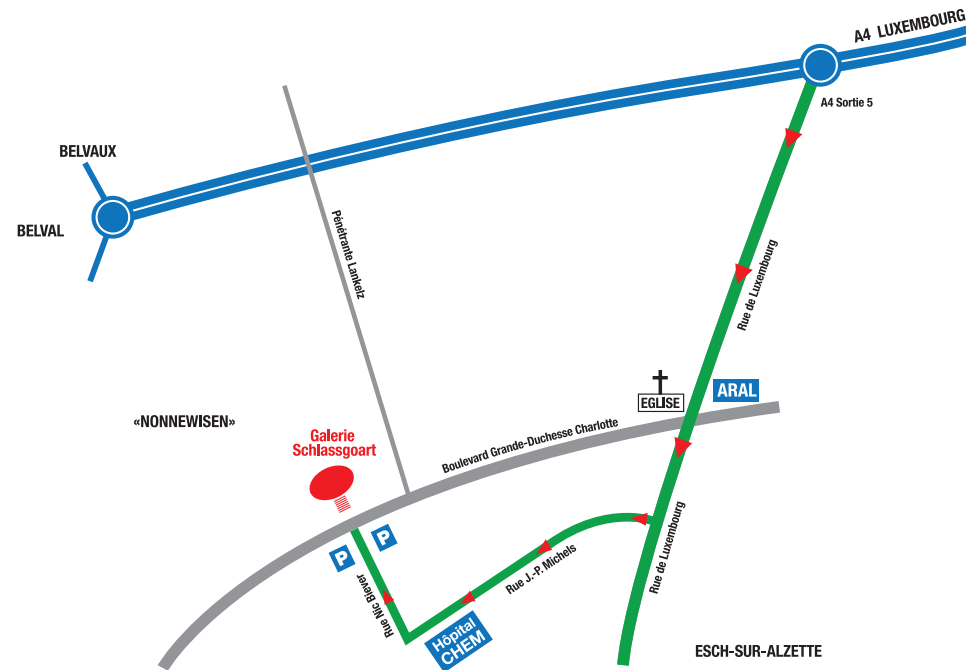 A4 LUXEMBOURG
A4 Sortie 5
BELVAUX
BELVAL
Pénétrante Lankelz
Rue de Luxembourg
EGLISE
ARAL
«NONNEWISEN»
Galerie
Schlassgoart
Boulevard Grande-Duchesse Charlotte
P
P
Rue Nic Biever
Rue J.-P. Michels
Rue de Luxembourg
Hôpital
CHEM
ESCH-SUR-ALZETTE